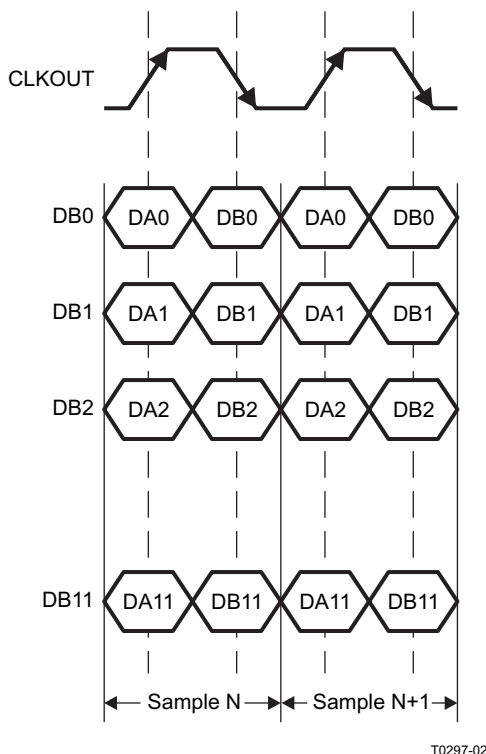 CLKOUT
DB0 DA0 DB0 DA0 DB0
DB1 DA1 DB1 DA1 DB1
DB2 DA2 DB2 DA2 DB2
DB11 DA11 DB11 DA11 DB11
Sample N Sample N+1
T0297-02